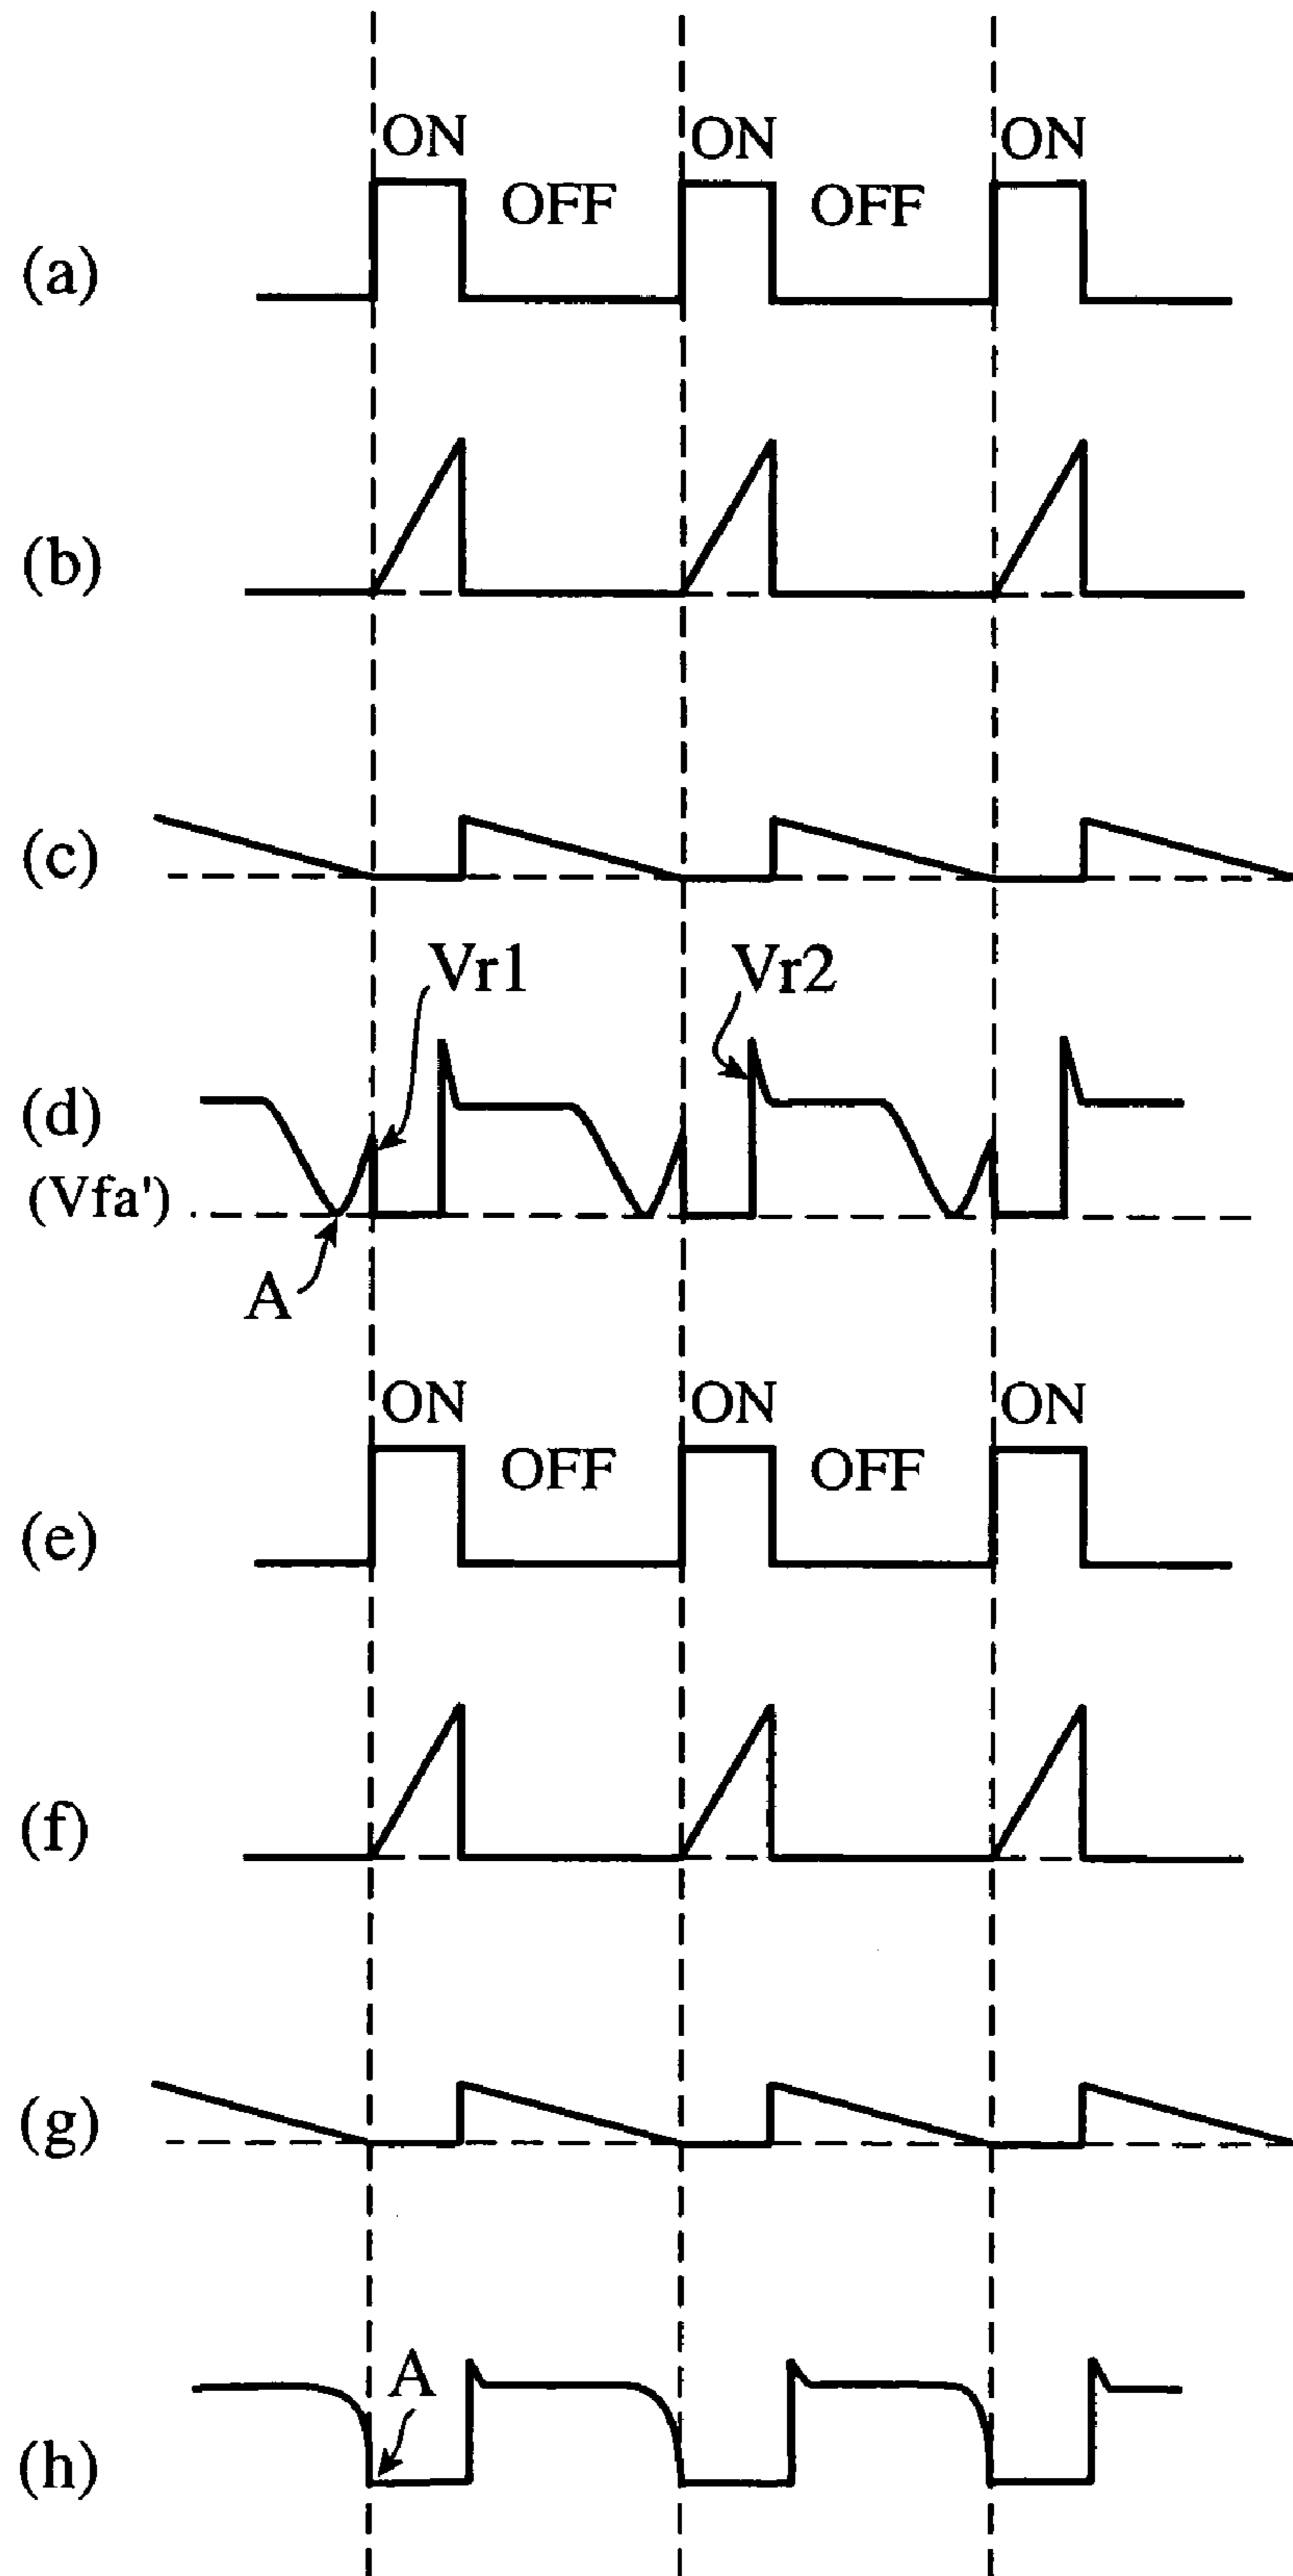 ON ON ON
OFF OFF
(a)
(b)
(c)
Vr1 Vr2
(d)
(Vfa')
A
ON ON ON
OFF OFF
(e)
(f)
(g)
A
(h)